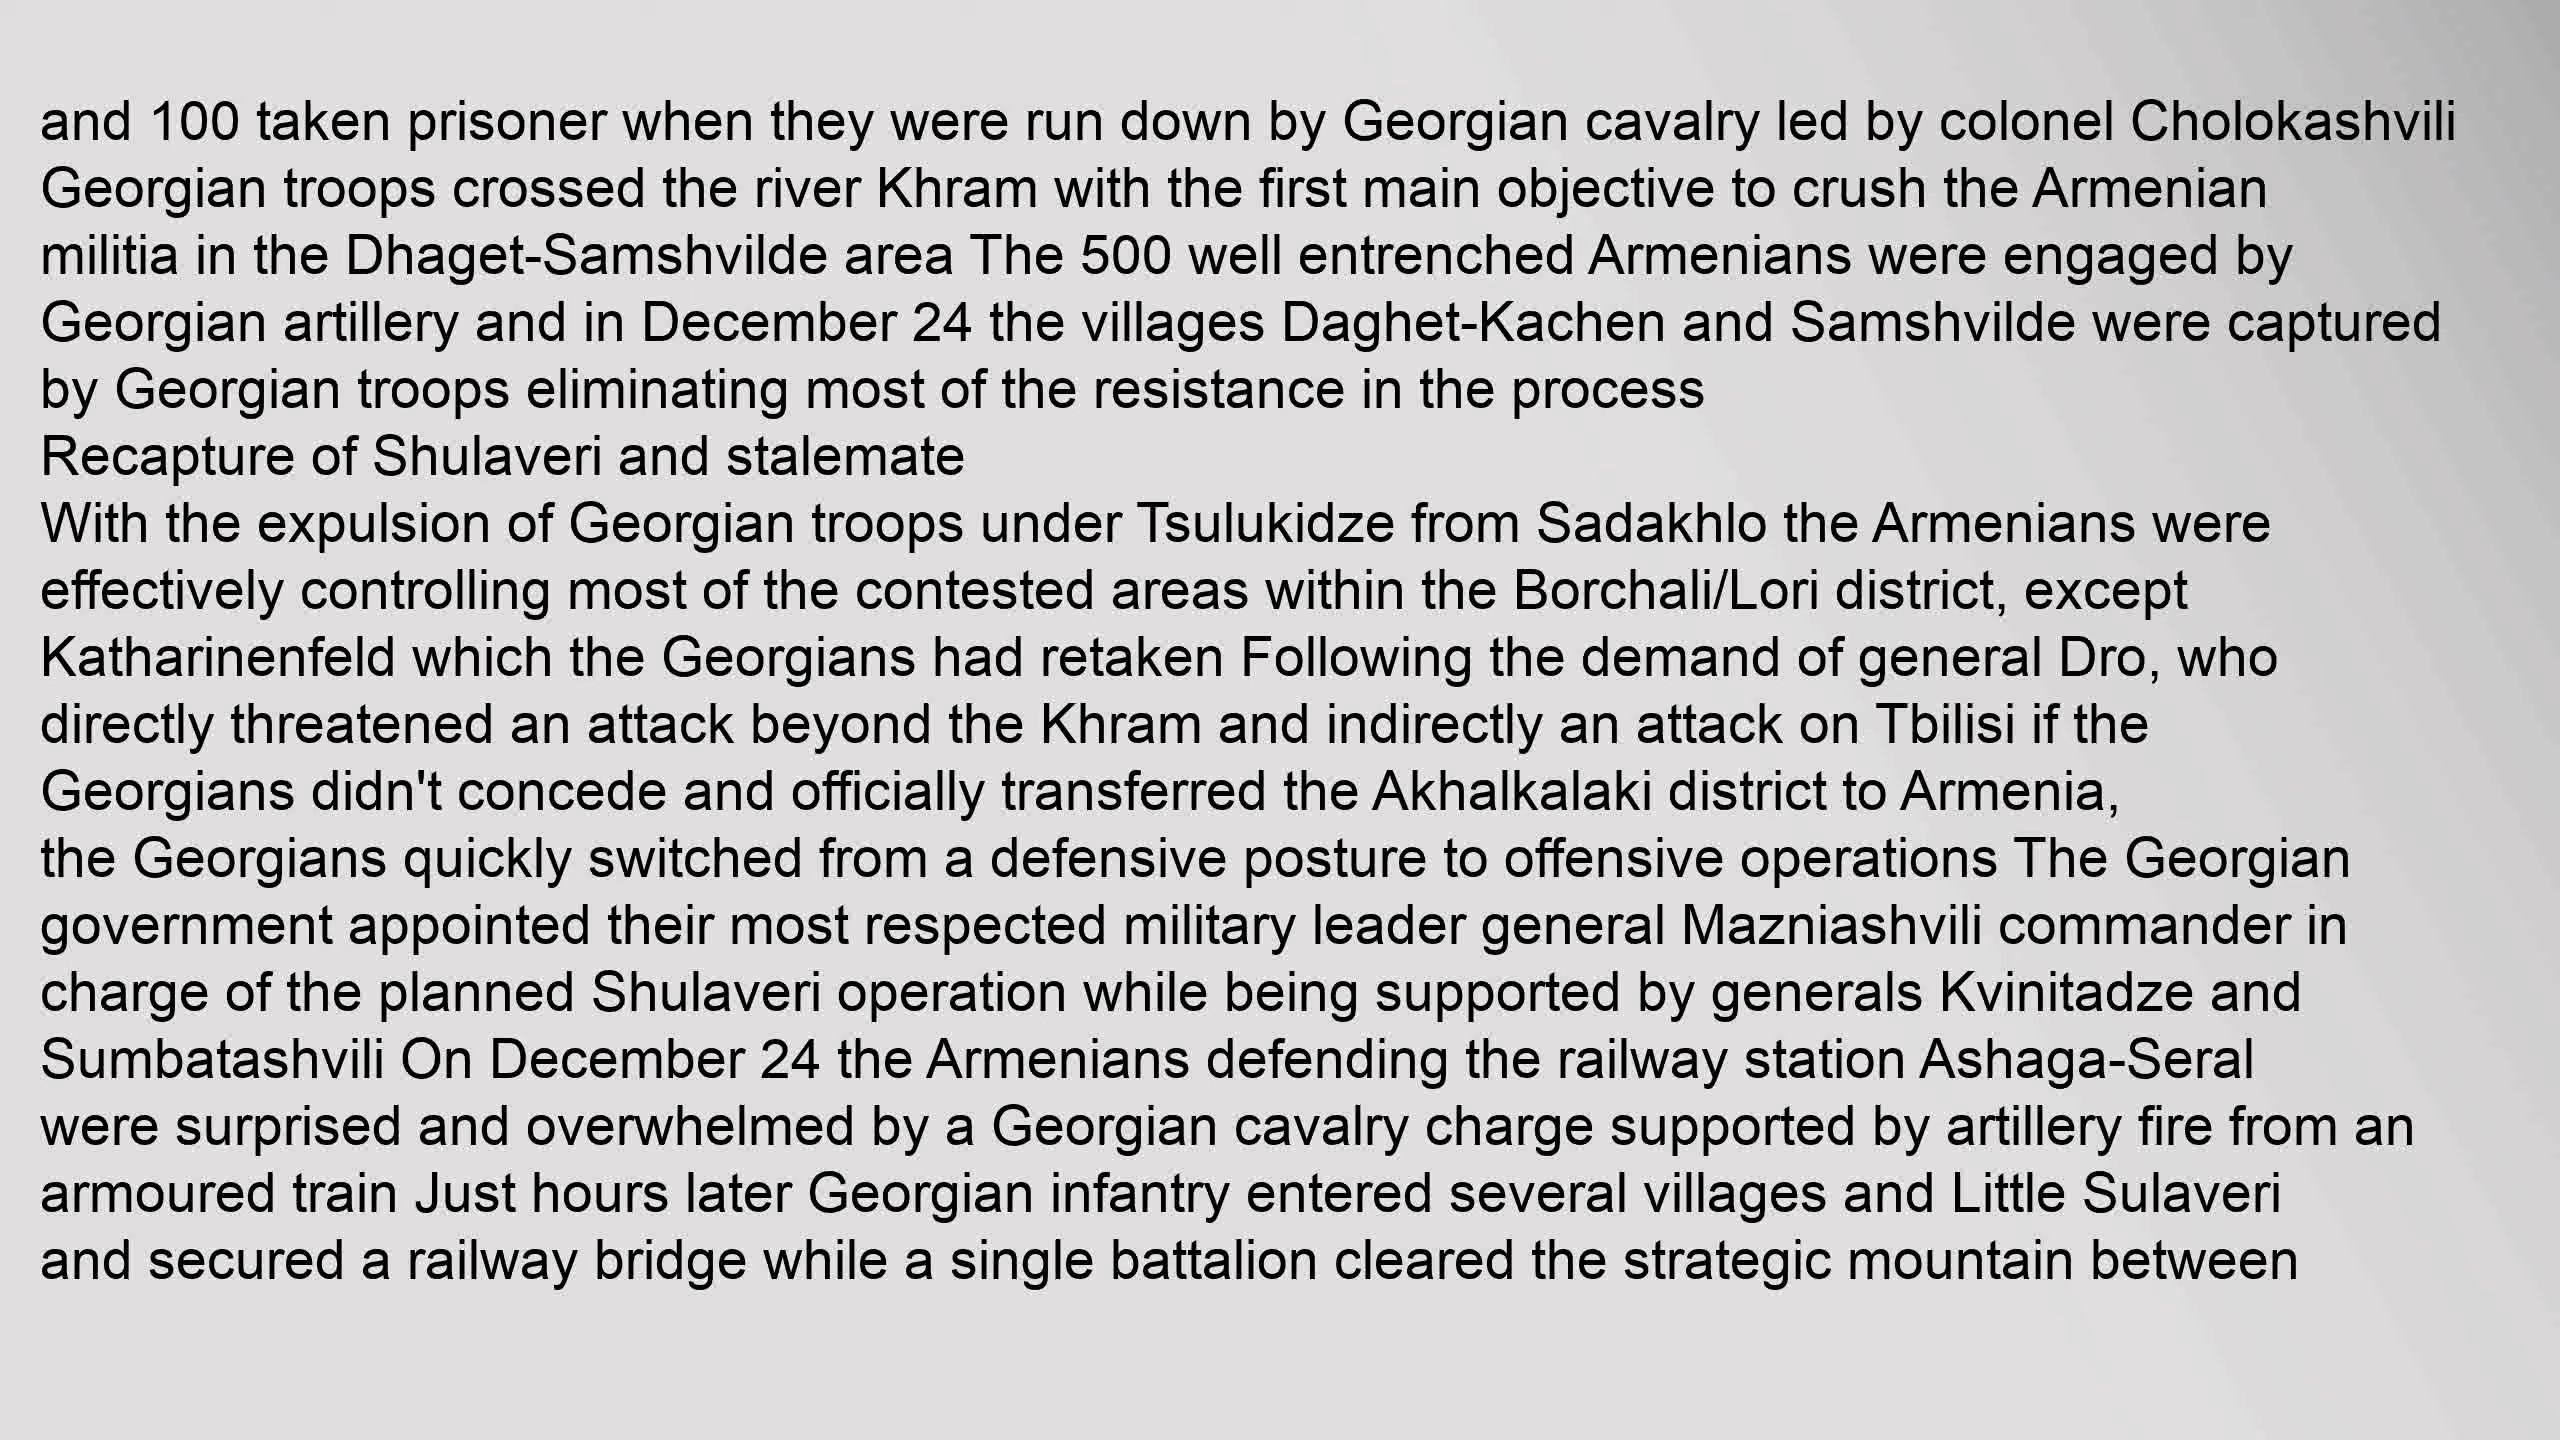 and 100 taken prisoner when they were run down by Georgian cavalry led by colonel Cholokashvili
Georgian troops crossed the river Khram with the first main objective to crush the Armenian
militia in the Dhaget-Samshvilde area The 500 well entrenched Armenians were engaged by
Georgian artillery and in December 24 the villages Daghet-Kachen and Samshvilde were captured
by Georgian troops eliminating most of the resistance in the process
Recapture of Shulaveri and stalemate
With the expulsion of Georgian troops under Tsulukidze from Sadakhlo the Armenians were
effectively controlling most of the contested areas within the Borchali/Lori district, except
Katharinenfeld which the Georgians had retaken Following the demand of general Dro, who
directly threatened an attack beyond the Khram and indirectly an attack on Tbilisi if the
Georgians didn't concede and officially transferred the Akhalkalaki district to Armenia,
the Georgians quickly switched from a defensive posture to offensive operations The Georgian
government appointed their most respected military leader general Mazniashvili commander in
charge of the planned Shulaveri operation while being supported by generals Kvinitadze and
Sumbatashvili On December 24 the Armenians defending the railway station Ashaga-Seral
were surprised and overwhelmed by a Georgian cavalry charge supported by artillery fire from an
armoured train Just hours later Georgian infantry entered several villages and Little Sulaveri
and secured a railway bridge while a single battalion cleared the strategic mountain between